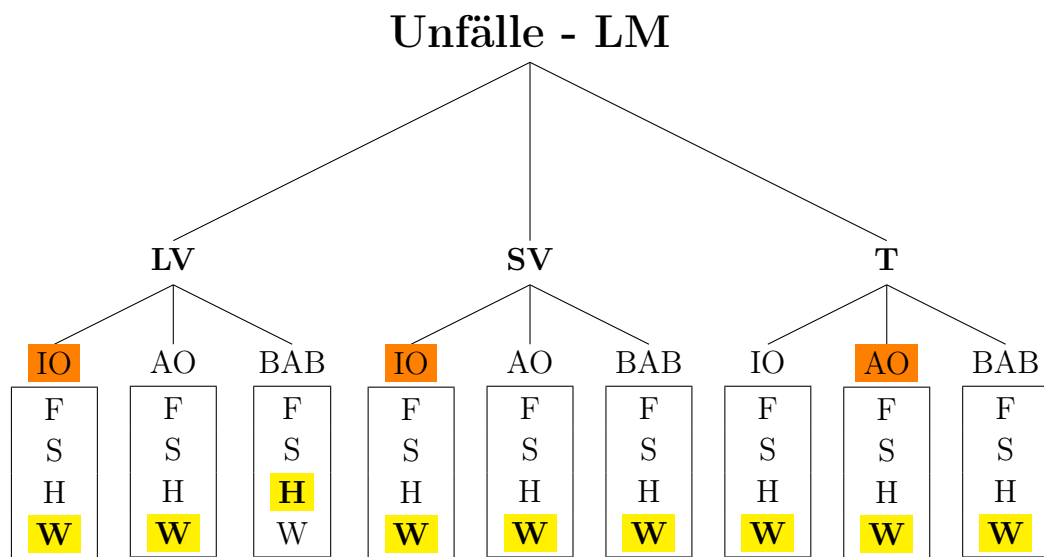 Unfälle - LM
LV SV T
IO AO BAB IO AO BAB IO AO BAB
F F F F F F F F F
S S S S S S S S S
H H H H H H H H H
W W W W W W W W W